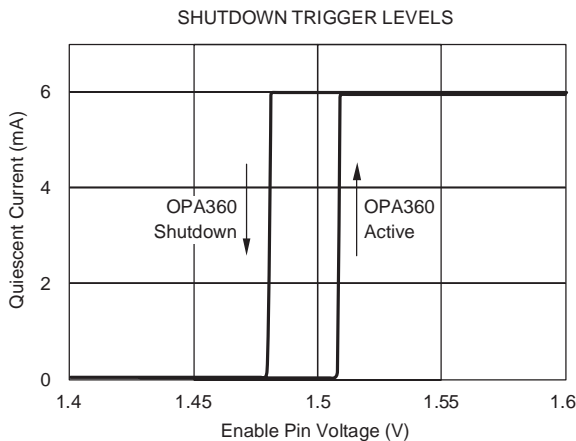 SHUTDOWN TRIGGER LEVELS
6
4
2
0
Quiescent Current (mA)
OPA360
Shutdown
OPA360
Active
1.4
1.45
1.5
1.55
1.6
Enable Pin Voltage (V)